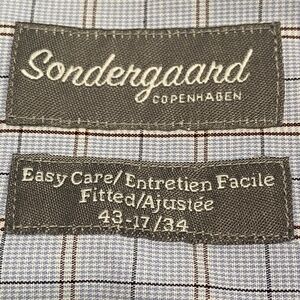 Sondergaard
COPENHAGEN
Easy Care/Entretien Facile
Fitted/Ajustée
43-17/34